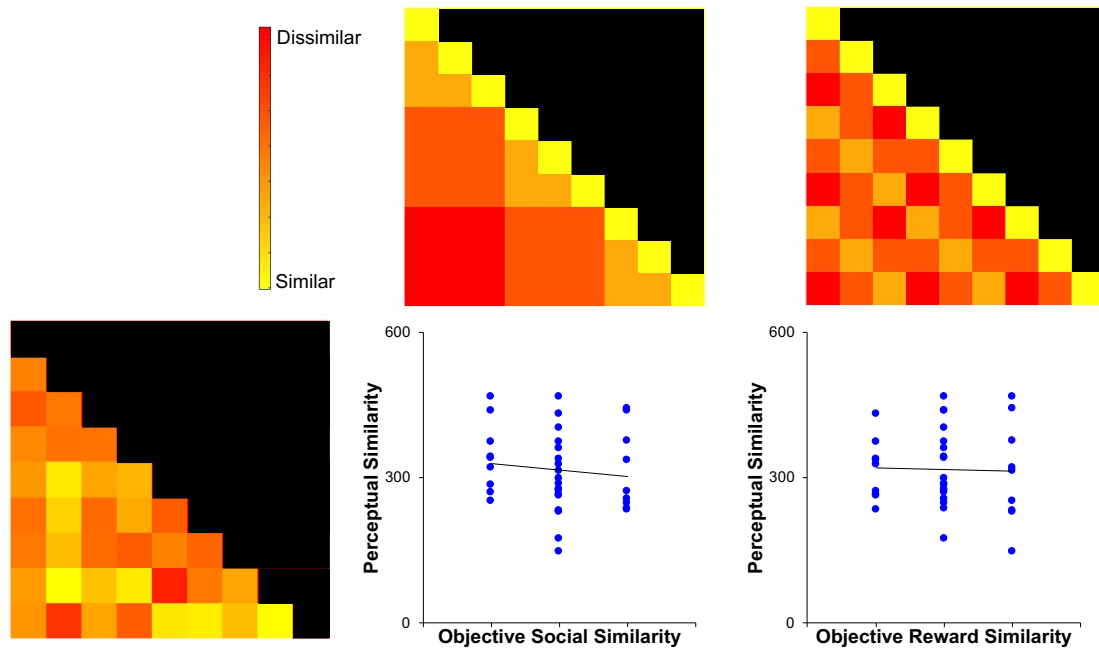 Dissimilar
Similar
600
300
0
Perceptual Similarity
Objective Social Similarity
600
300
0
Perceptual Similarity
Objective Reward Similarity